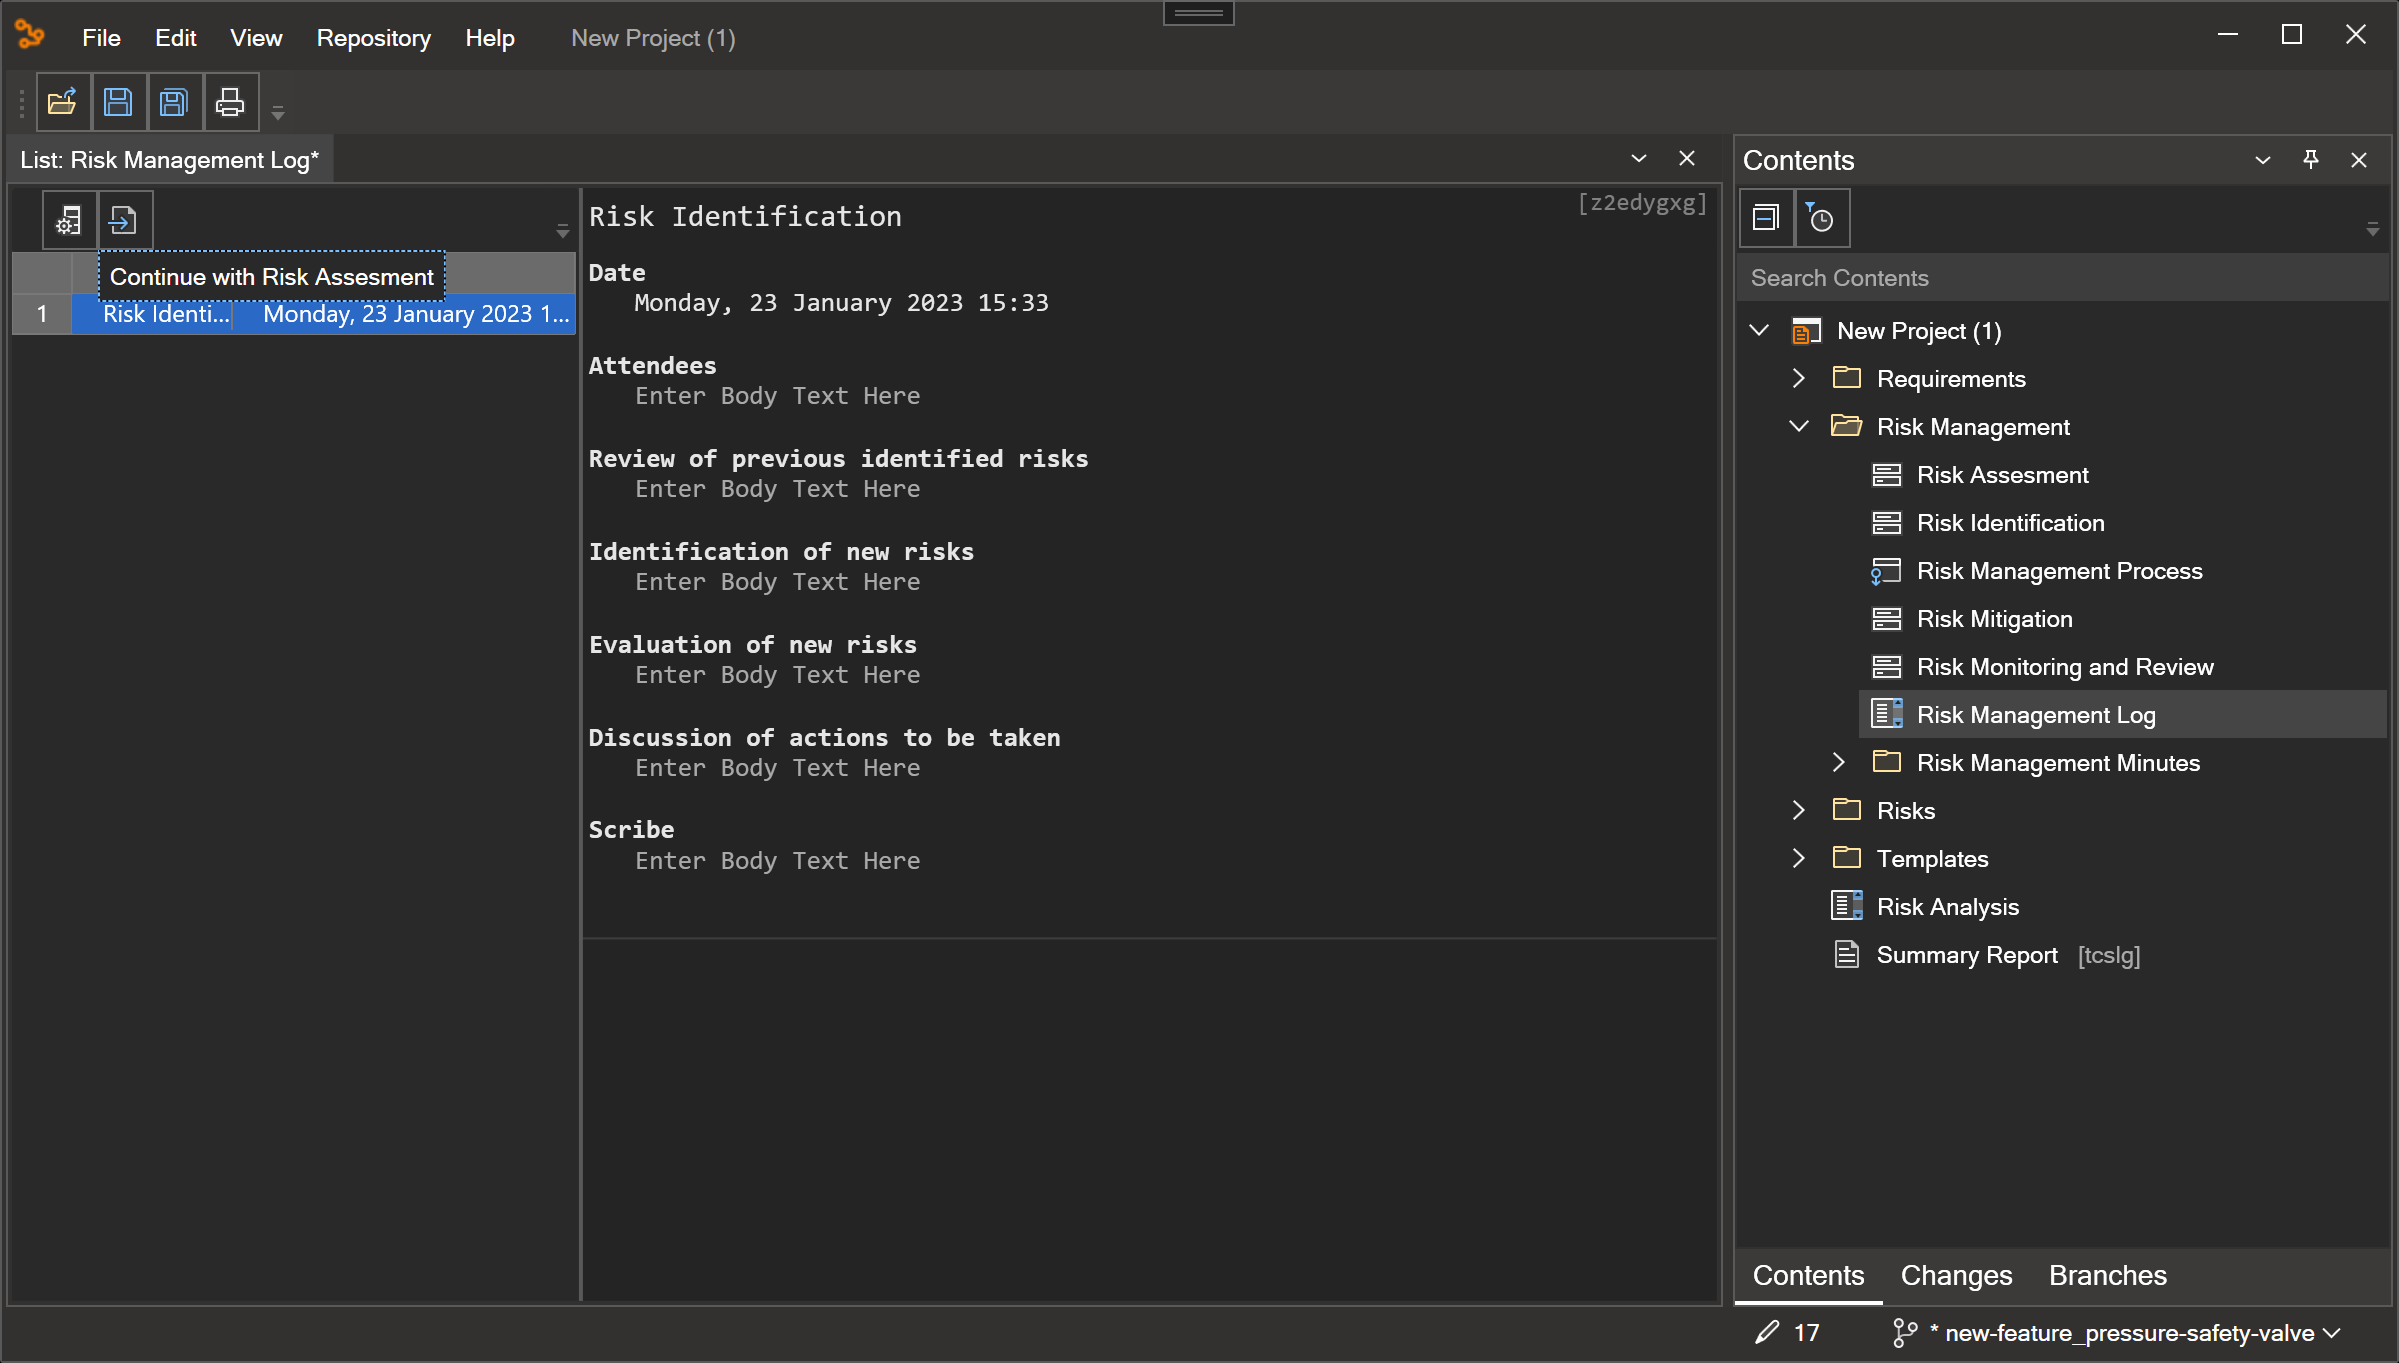 File Edit View Repository Help New Project (1)
List: Risk Management Log*
Continue with Risk Assesment
1 Risk Identi... Monday, 23 January 2023 1...
[z2edygxg]
Risk Identification
Date
Monday, 23 January 2023 15:33
Attendees
Enter Body Text Here
Review of previous identified risks
Enter Body Text Here
Identification of new risks
Enter Body Text Here
Evaluation of new risks
Enter Body Text Here
Discussion of actions to be taken
Enter Body Text Here
Scribe
Enter Body Text Here
Contents
Search Contents
New Project (1)
Requirements
Risk Management
Risk Assesment
Risk Identification
Risk Management Process
Risk Mitigation
Risk Monitoring and Review
Risk Management Log
Risk Management Minutes
Risks
Templates
Risk Analysis
Summary Report [tcslg]
Contents Changes Branches
17 * new-feature_pressure-safety-valve